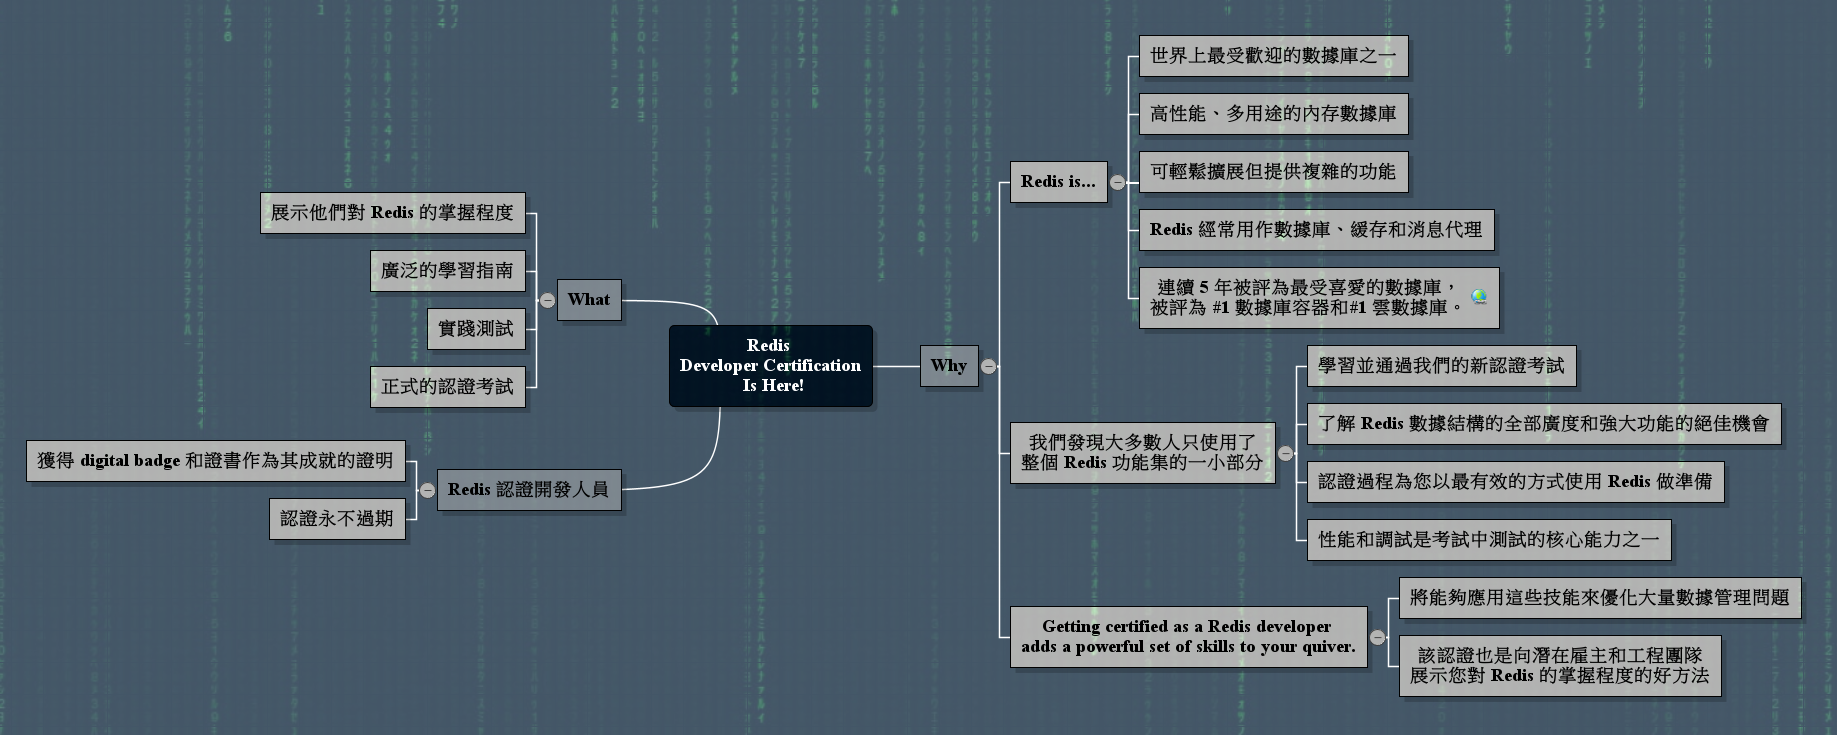 Redis
Developer Certification
Is Here!
What
展示他們對 Redis 的掌握程度
廣泛的學習指南
實踐測試
正式的認證考試
Redis 認證開發人員
獲得 digital badge 和證書作為其成就的證明
認證永不過期
Why
Redis is...
世界上最受歡迎的數據庫之一
高性能、多用途的內存數據庫
可輕鬆擴展但提供複雜的功能
Redis 經常用作數據庫、緩存和消息代理
連續 5 年被評為最受喜愛的數據庫，
被評為 #1 數據庫容器和#1 雲數據庫。
我們發現大多數人只使用了
整個 Redis 功能集的一小部分
學習並通過我們的新認證考試
了解 Redis 數據結構的全部廣度和強大功能的絕佳機會
認證過程為您以最有效的方式使用 Redis 做準備
性能和調試是考試中測試的核心能力之一
Getting certified as a Redis developer
adds a powerful set of skills to your quiver.
將能夠應用這些技能來優化大量數據管理問題
該認證也是向潛在雇主和工程團隊
展示您對 Redis 的掌握程度的好方法